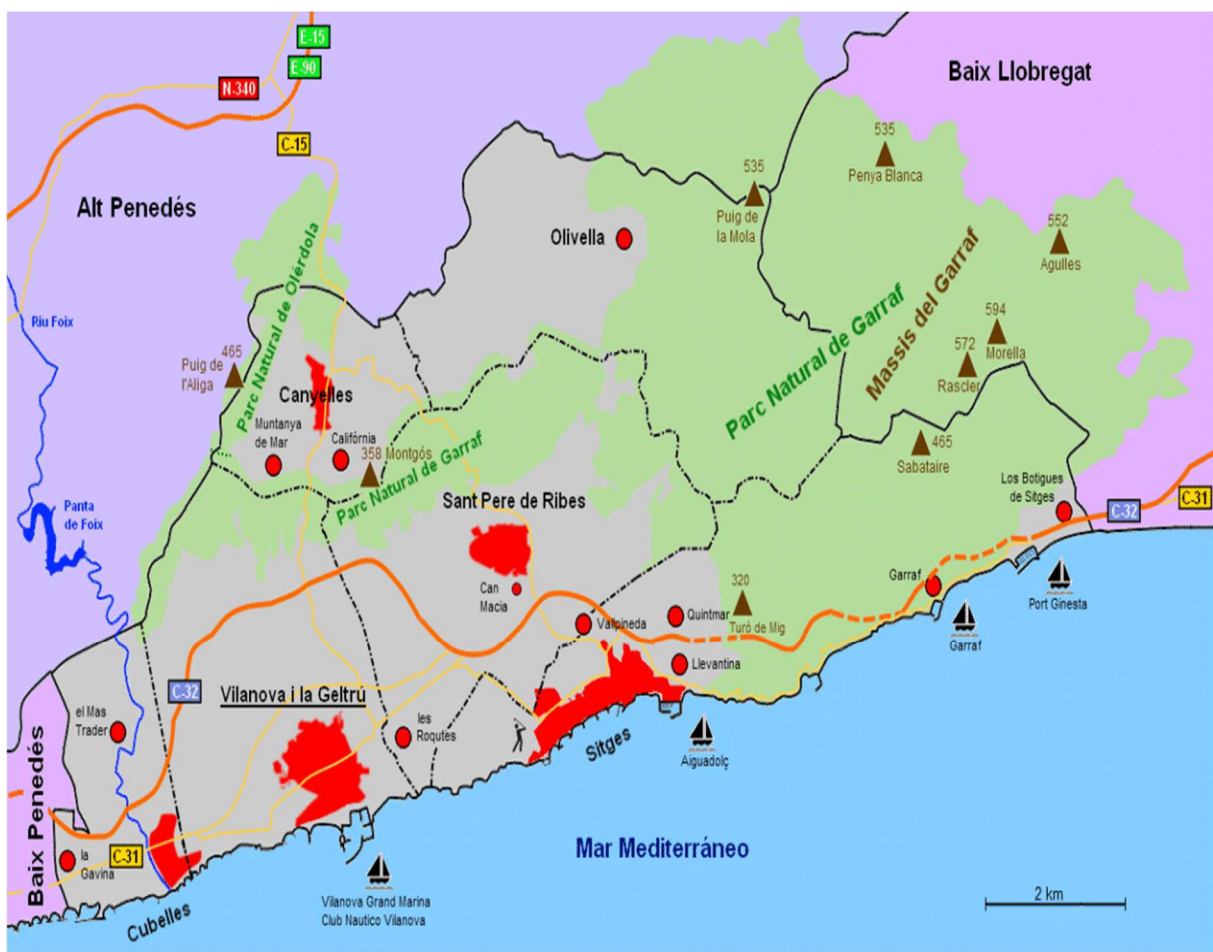 E-15
E-90
N-340
C-15
Baix Llobregat
535
Penya Blanca
535
Puig de
la Mola
552
Agulles
Alt Penedés
Olivella
Parc Natural de Olérdola
Riu Foix
465
Puig de
l'Aliga
Parc Natural de Garraf
Massis del Garraf
594
Morella
572
Rascler
Canyelles
Muntanya
de Mar
Califórnia
358 Montgós
Parc Natural de Garraf
465
Sabataire
Sant Pere de Ribes
Los Botigues
de Sitges
C-32
C-31
Panta
de Foix
Can
Macia
Garraf
320
Turó de Mig
Quintmar
Vallpineda
Port Ginesta
Garraf
Llevantina
C-32
Vilanova i la Geltrú
el Mas
Trader
les
Roqutes
Sitges
Aiguadolç
Baix Penedés
Mar Mediterráneo
C-31
la
Gavina
Cubelles
Vilanova Grand Marina
Club Nautico Vilanova
2 km